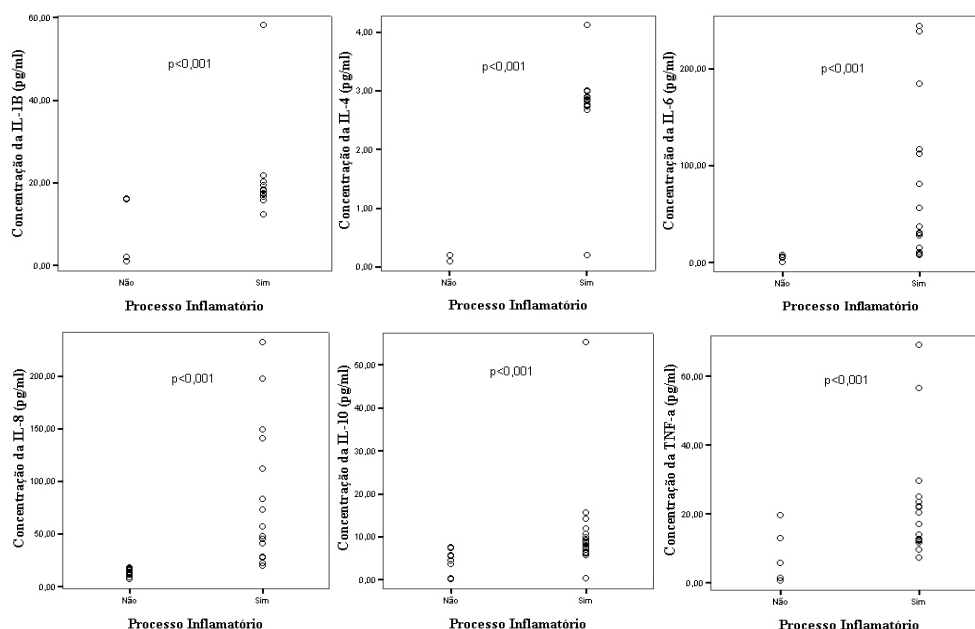 Concentração da IL-1B (pg/ml)
60,00
40,00
20,00
0,00
p<0,001
Não
Sim
Processo Inflamatório
Concentração da IL-4 (pg/ml)
4,00
3,00
2,00
1,00
0,00
p<0,001
Não
Sim
Processo Inflamatório
Concentração da IL-6 (pg/ml)
200,00
100,00
0,00
p<0,001
Não
Sim
Processo Inflamatório
Concentração da IL-8 (pg/ml)
200,00
150,00
100,00
50,00
0,00
p<0,001
Não
Sim
Processo Inflamatório
Concentração da IL-10 (pg/ml)
50,00
40,00
30,00
20,00
10,00
0,00
p<0,001
Não
Sim
Processo Inflamatório
Concentração da TNF-a (pg/ml)
60,00
40,00
20,00
0,00
p<0,001
Não
Sim
Processo Inflamatório